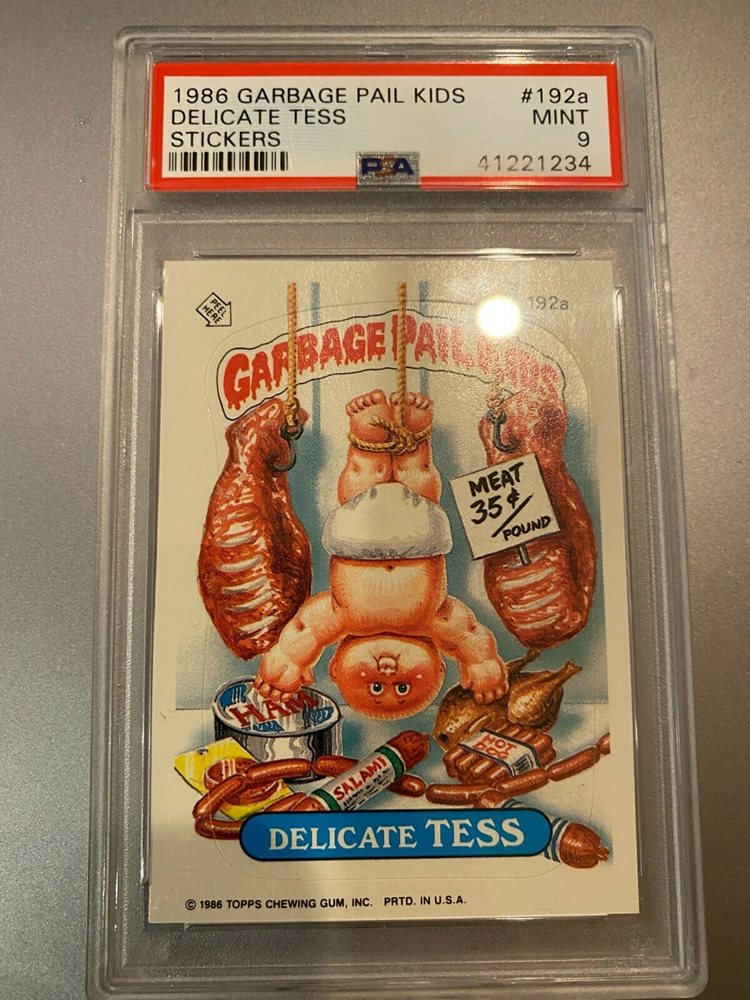 1986 GARBAGE PAIL KIDS #192a
DELICATE TESS MINT
STICKERS 9
PSA 41221234
PEEL HERE
192a
GARBAGE PAIL KIDS
MEAT
35¢/
POUND
HAM
HOT
SALAMI
DELICATE TESS
© 1986 TOPPS CHEWING GUM, INC. PRTD. IN U.S.A.